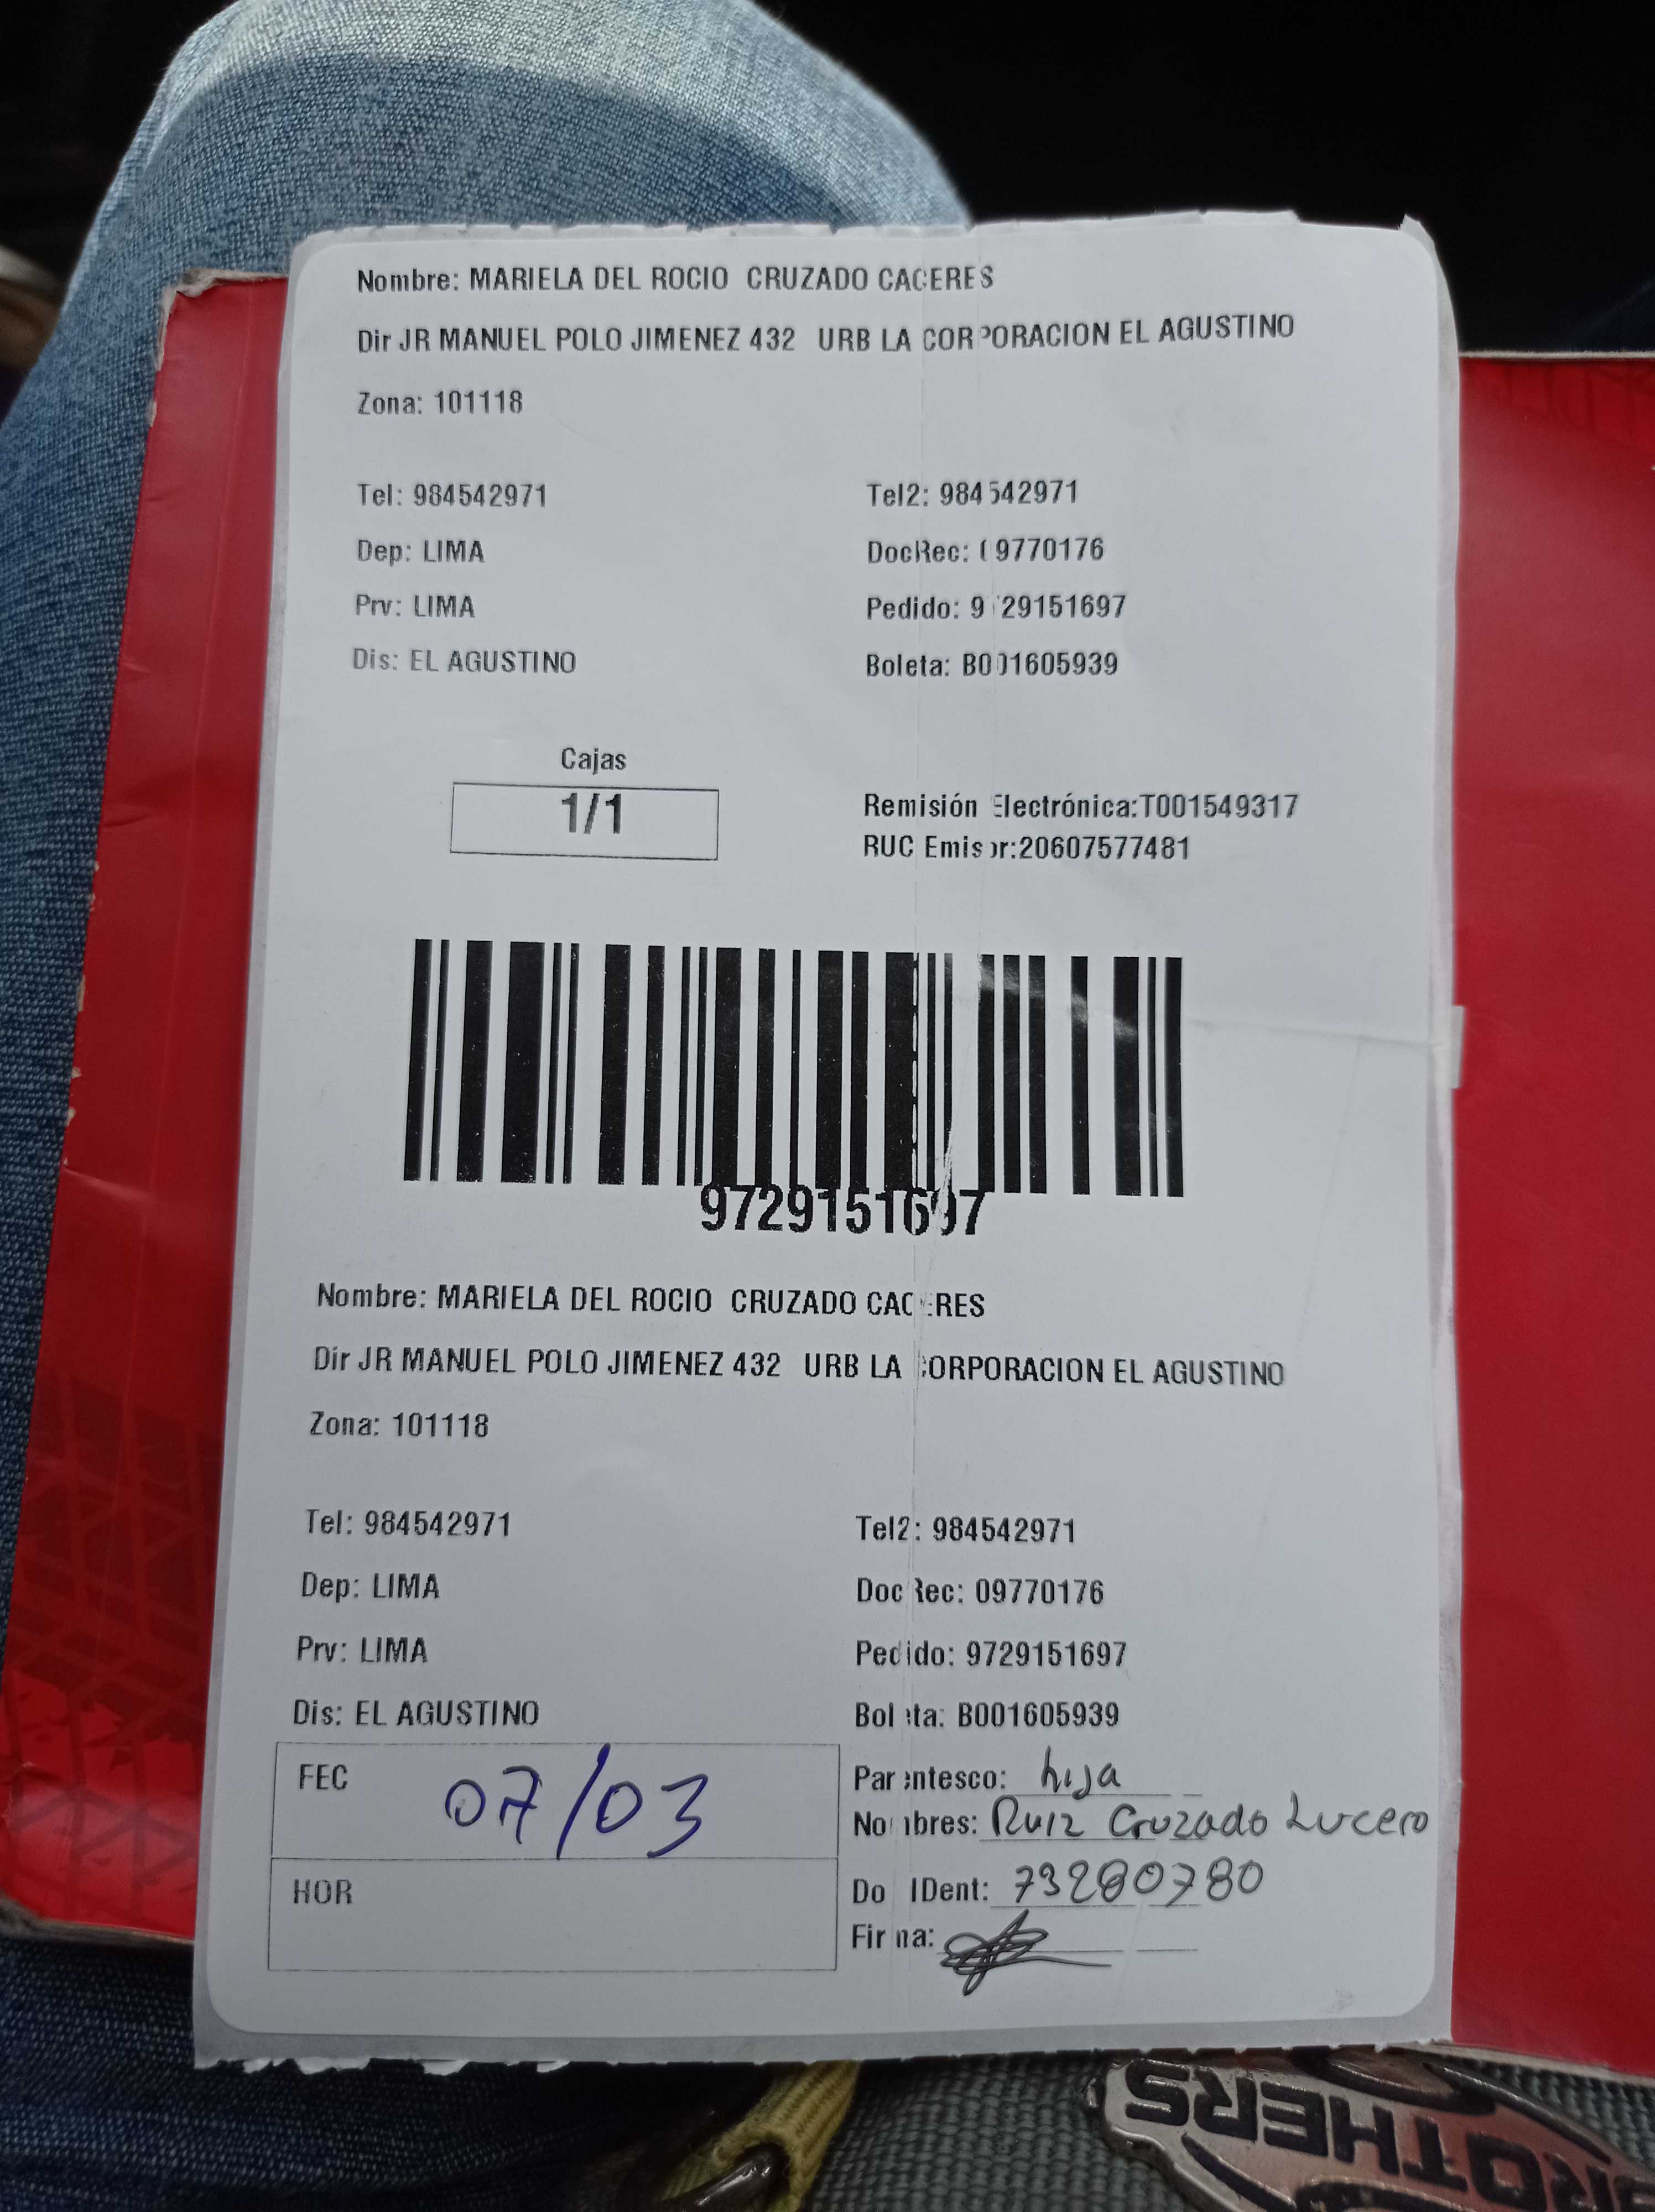 Nombre: MARIELA DEL ROCIO CRUZADO CACERES
Dir JR MANUEL POLO JIMENEZ 432 URB LA CORPORACION EL AGUSTINO
Zona: 101118
Tel: 984542971 Tel2: 984542971
Dep: LIMA DocRec: 09770176
Prv: LIMA Pedido: 9729151697
Dis: EL AGUSTINO Boleta: B001605939
Cajas
1/1
Remisión Electrónica:T001549317
RUC Emisor:20607577481
9729151697
Nombre: MARIELA DEL ROCIO CRUZADO CACERES
Dir JR MANUEL POLO JIMENEZ 432 URB LA CORPORACION EL AGUSTINO
Zona: 101118
Tel: 984542971 Tel2: 984542971
Dep: LIMA DocRec: 09770176
Prv: LIMA Pedido: 9729151697
Dis: EL AGUSTINO Boleta: B001605939
FEC 07/03
Parentesco: hija
Nombres: Ruiz Cruzado Lucero
HOR
Do IDent: 73280780
Firma:
BROTHERS